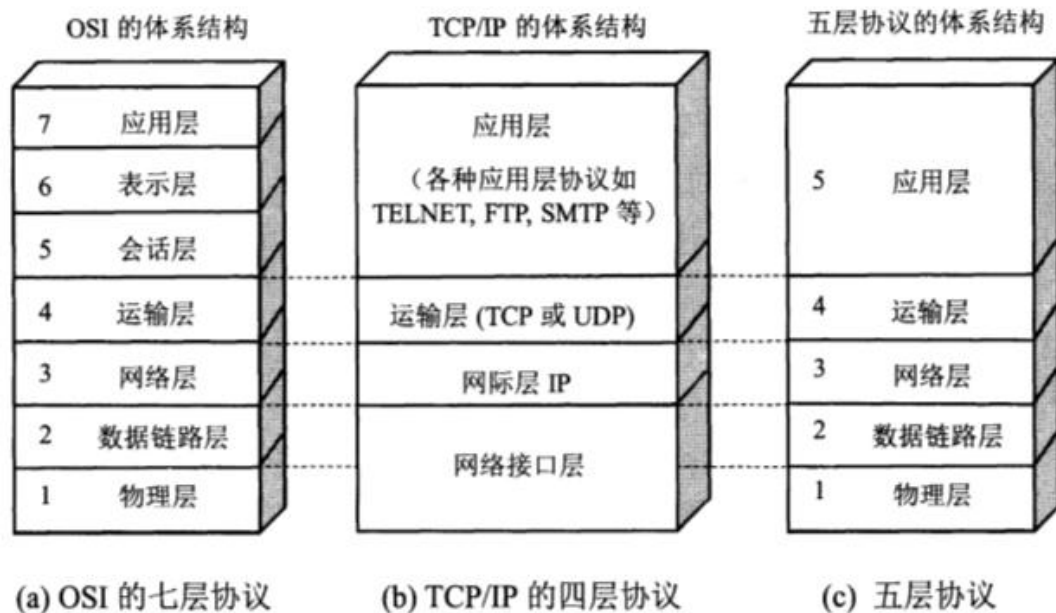 OSI 的体系结构
7 应用层
6 表示层
5 会话层
4 运输层
3 网络层
2 数据链路层
1 物理层
(a) OSI 的七层协议
TCP/IP 的体系结构
应用层
（各种应用层协议如
TELNET, FTP, SMTP 等）
运输层 (TCP 或 UDP)
网际层 IP
网络接口层
(b) TCP/IP 的四层协议
五层协议的体系结构
5 应用层
4 运输层
3 网络层
2 数据链路层
1 物理层
(c) 五层协议